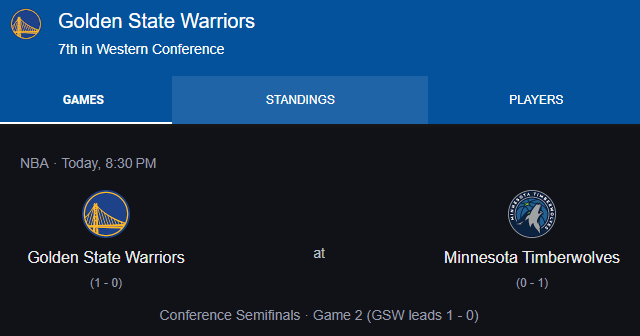 Golden State Warriors
7th in Western Conference
GAMES STANDINGS PLAYERS
NBA · Today, 8:30 PM
MINNESOTA TIMBERWOLVES
Golden State Warriors at Minnesota Timberwolves
(1 - 0) (0 - 1)
Conference Semifinals · Game 2 (GSW leads 1 - 0)